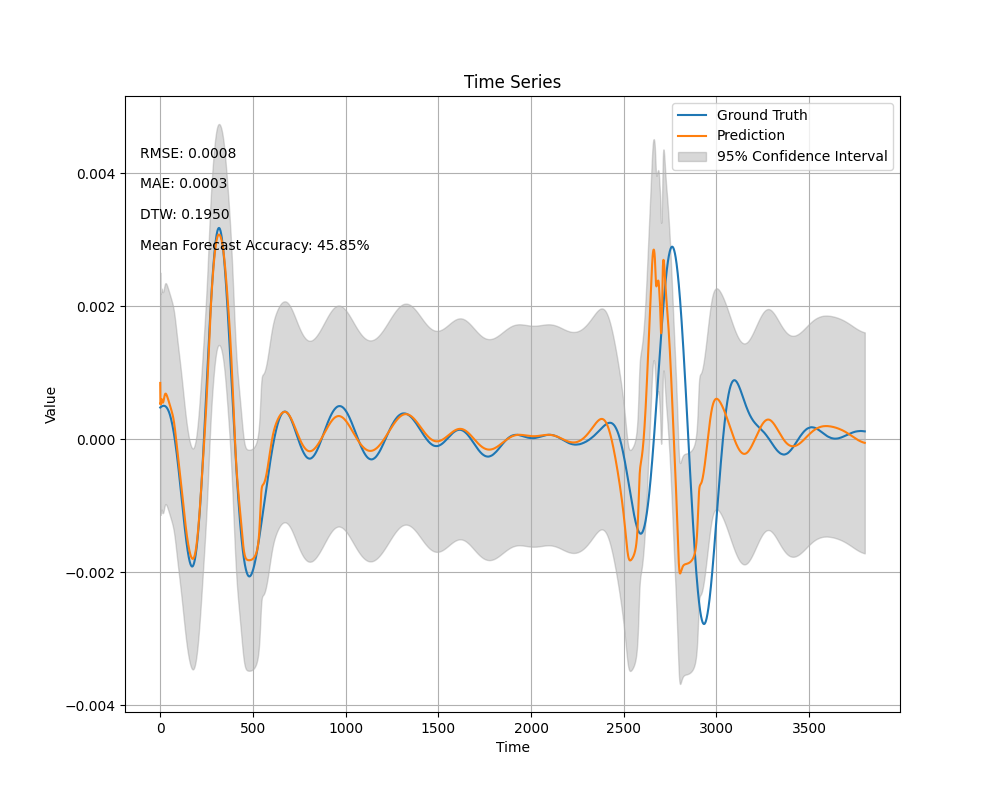 Time Series
Ground Truth
Prediction
95% Confidence Interval
RMSE: 0.0008
MAE: 0.0003
DTW: 0.1950
Mean Forecast Accuracy: 45.85%
0.004
0.002
0.000
−0.002
−0.004
Value
0 500 1000 1500 2000 2500 3000 3500
Time